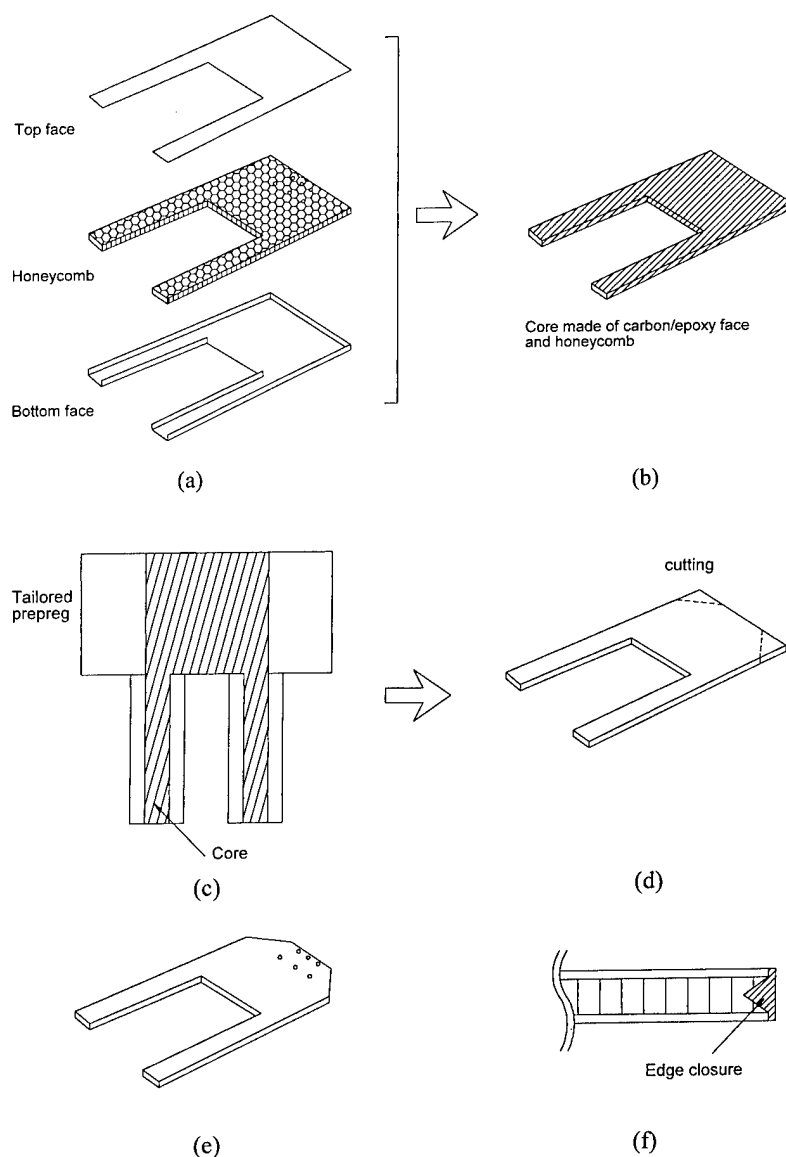 Top face
Honeycomb
Bottom face
(a)
Core made of carbon/epoxy face
and honeycomb
(b)
Tailored
prepreg
Core
(c)
cutting
(d)
(e)
Edge closure
(f)